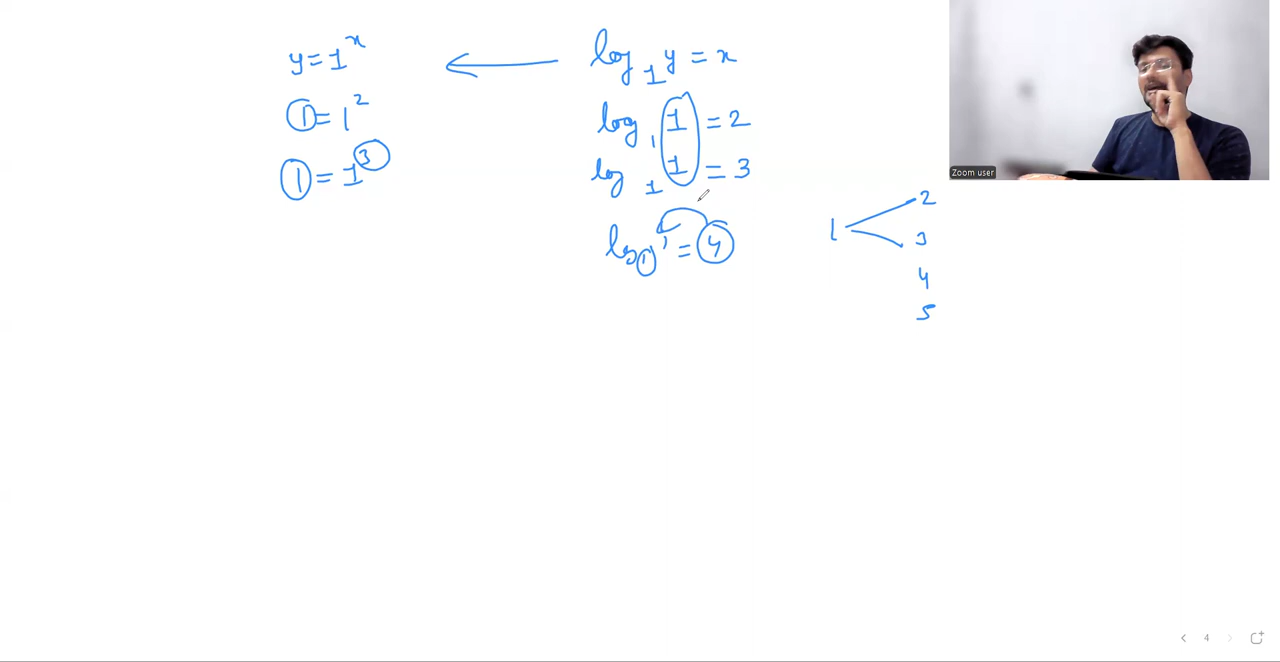 y=1^x
log_1 y = x
1=1^2
log_1 1 = 2
1=1^3
log_1 1 = 3
log_1 1 = 4
1
2
3
4
5
Zoom user
4